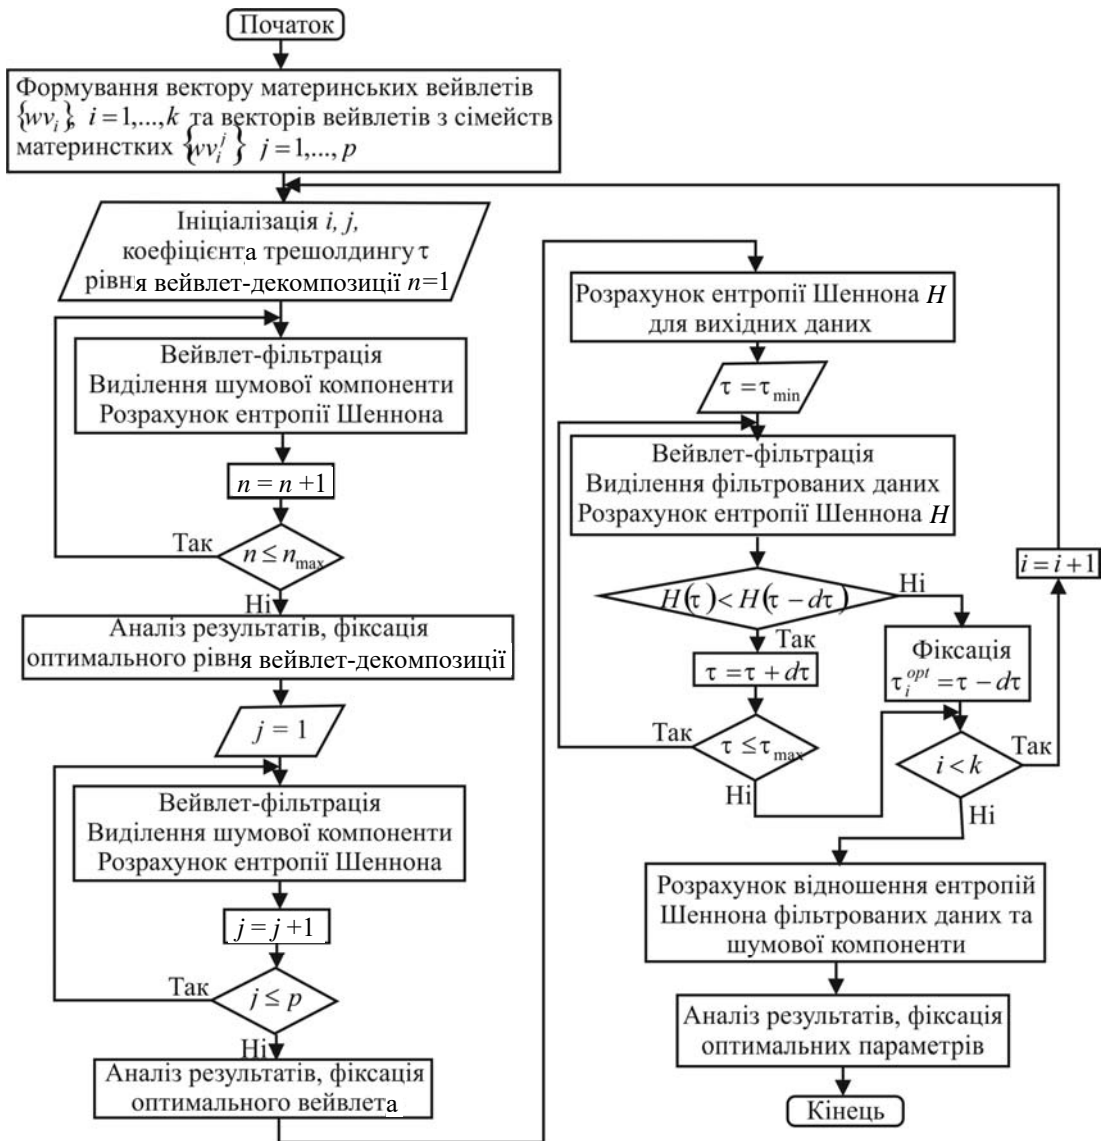 Початок
Формування вектору материнських вейвлетів
{wv_i}, i = 1,...,k та векторів вейвлетів з сімейств
материнстких {wv_i^j} j = 1,..., p
Ініціалізація i, j,
коефіцієнта трешолдингу τ
рівня вейвлет-декомпозиції n=1
Вейвлет-фільтрація
Виділення шумової компоненти
Розрахунок ентропії Шеннона
n = n +1
Так
n ≤ n_max
Ні
Аналіз результатів, фіксація
оптимального рівня вейвлет-декомпозиції
j = 1
Вейвлет-фільтрація
Виділення шумової компоненти
Розрахунок ентропії Шеннона
j = j +1
Так
j ≤ p
Ні
Аналіз результатів, фіксація
оптимального вейвлета
Розрахунок ентропії Шеннона H
для вихідних даних
τ = τ_min
Вейвлет-фільтрація
Виділення фільтрованих даних
Розрахунок ентропії Шеннона H
H(τ) < H(τ − dτ)
Ні
Так
τ = τ + dτ
Так
τ ≤ τ_max
Ні
Фіксація
τ_i^opt = τ − dτ
i < k
Так
i = i +1
Ні
Розрахунок відношення ентропій
Шеннона фільтрованих даних та
шумової компоненти
Аналіз результатів, фіксація
оптимальних параметрів
Кінець